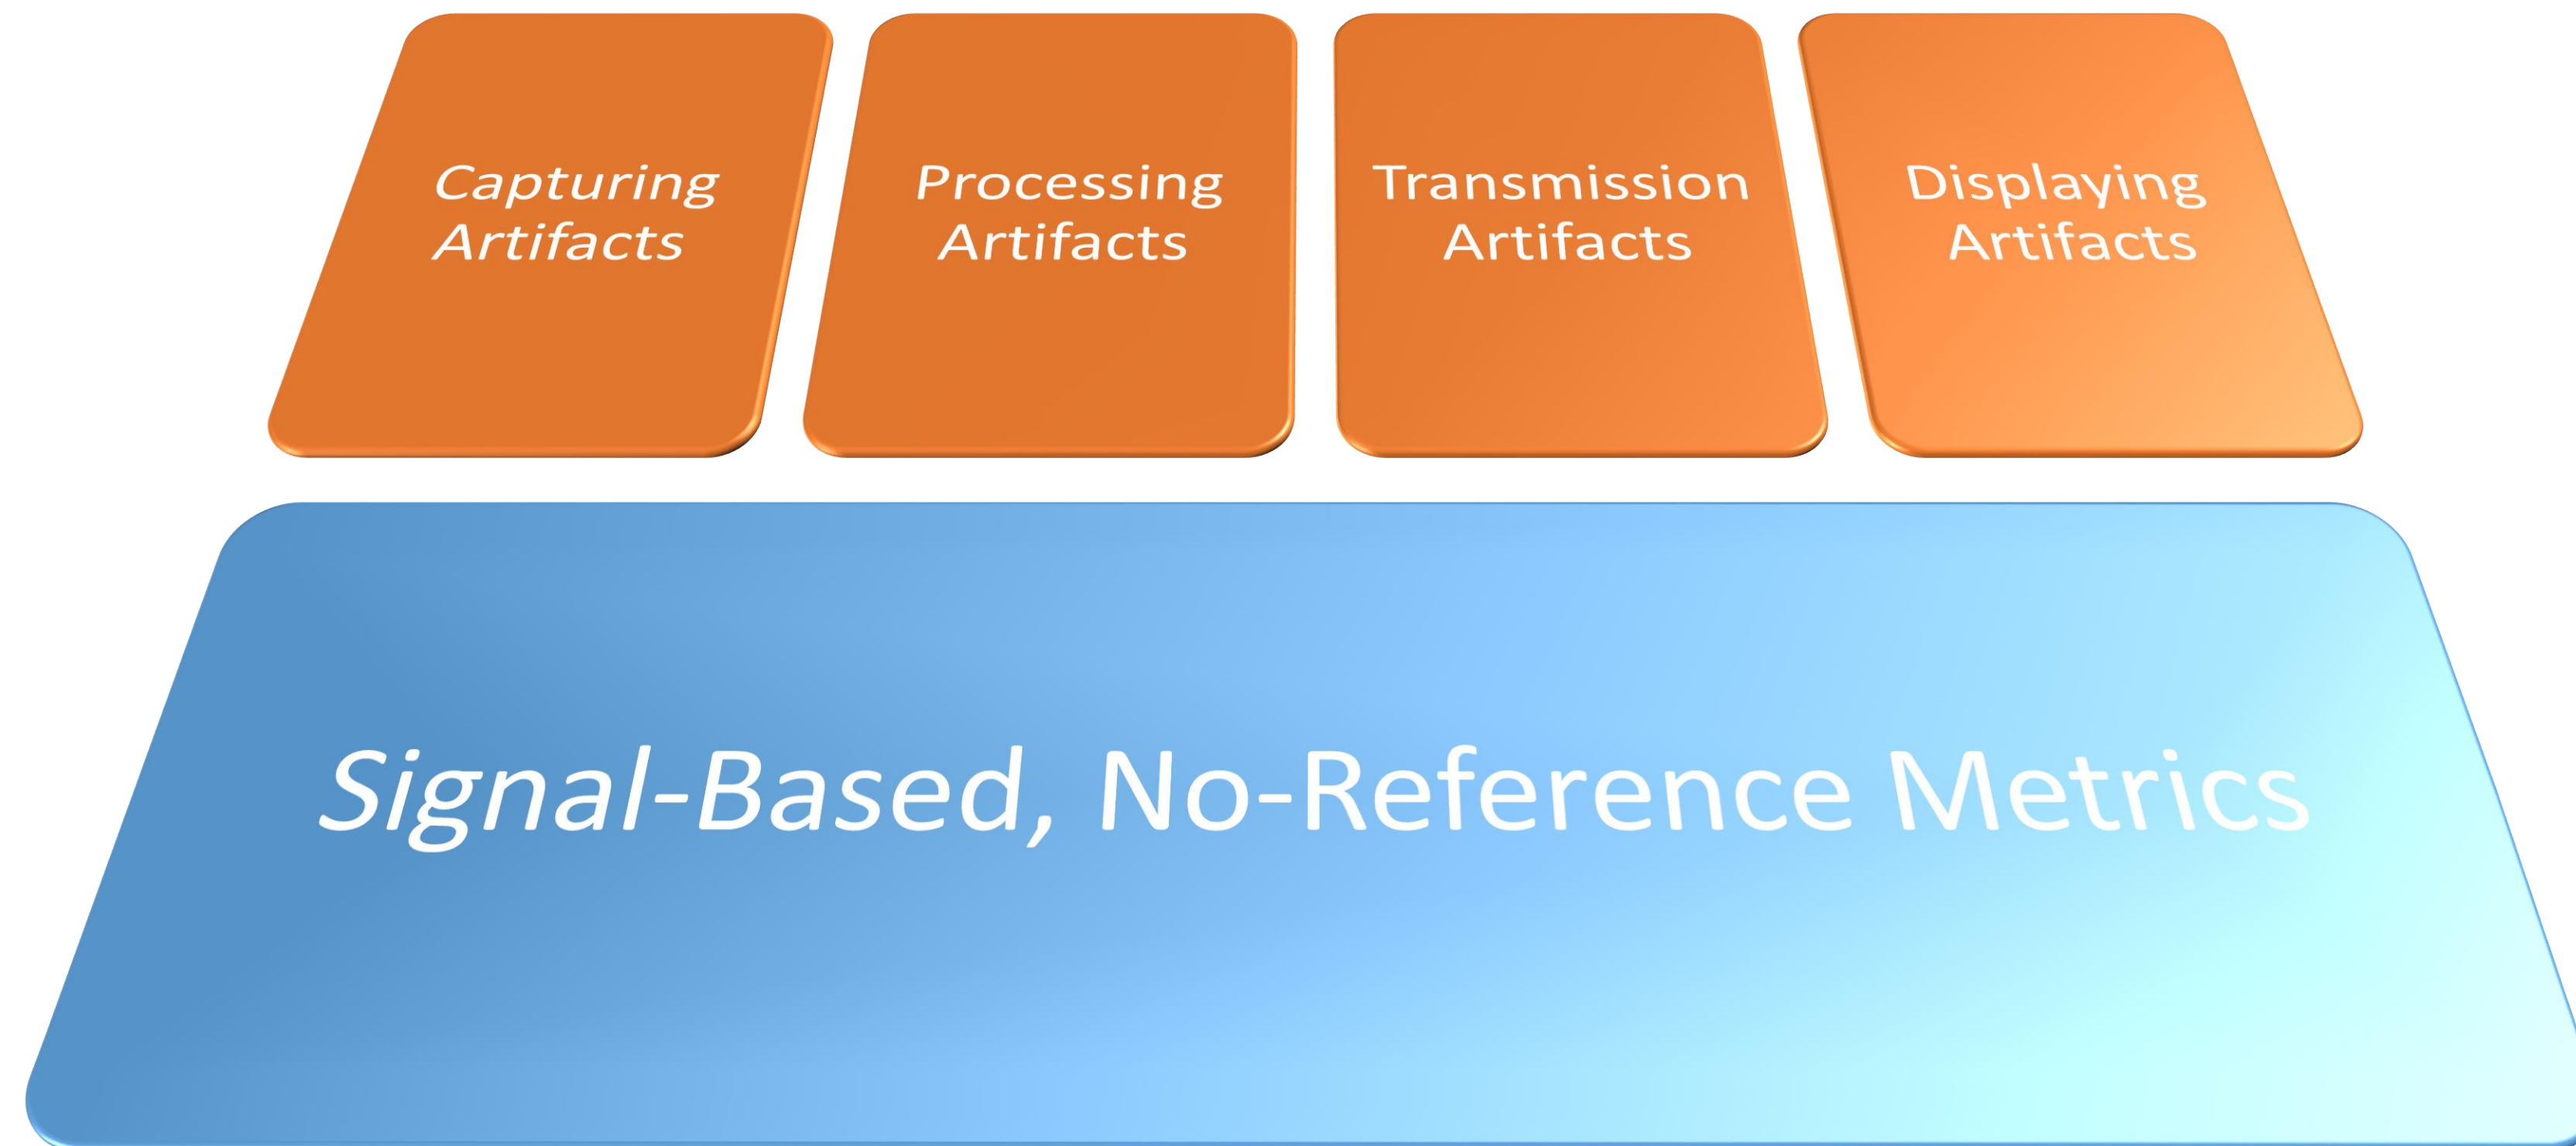 Capturing
Artifacts
Processing
Artifacts
Transmission
Artifacts
Displaying
Artifacts
Signal-Based, No-Reference Metrics